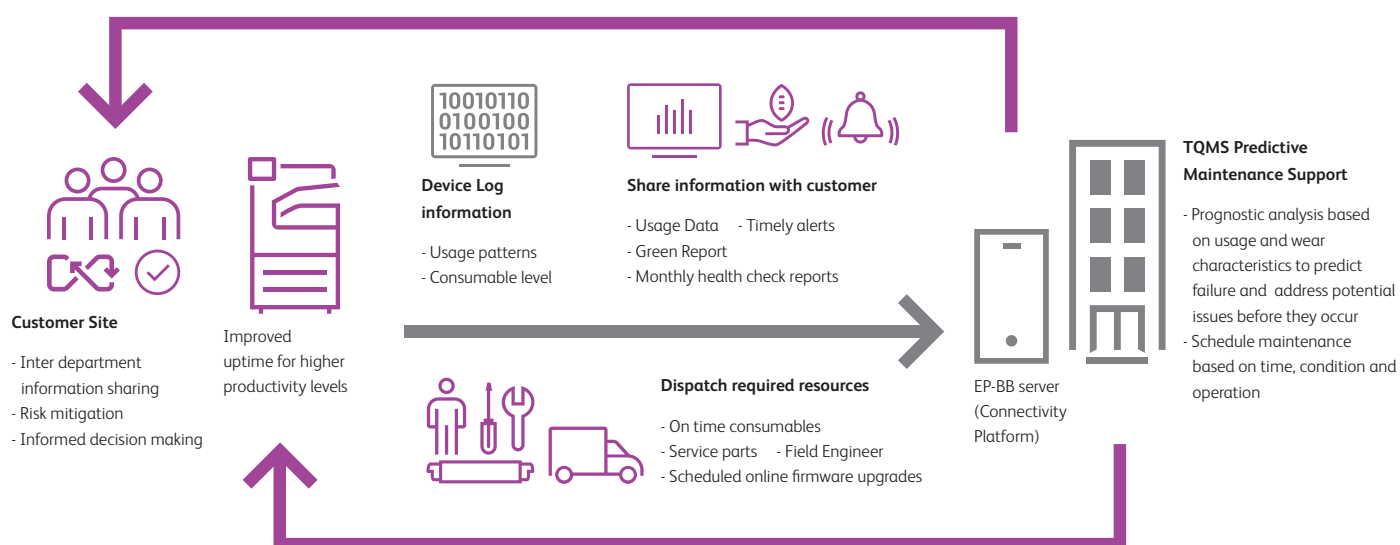 10010110
0100100
10110101
Device Log
information
- Usage patterns
- Consumable level
Share information with customer
- Usage Data - Timely alerts
- Green Report
- Monthly health check reports
TQMS Predictive
Maintenance Support
- Prognostic analysis based
on usage and wear
characteristics to predict
failure and address potential
issues before they occur
- Schedule maintenance
based on time, condition and
operation
Customer Site
- Inter department
information sharing
- Risk mitigation
- Informed decision making
Improved
uptime for higher
productivity levels
Dispatch required resources
- On time consumables
- Service parts - Field Engineer
- Scheduled online firmware upgrades
EP-BB server
(Connectivity
Platform)